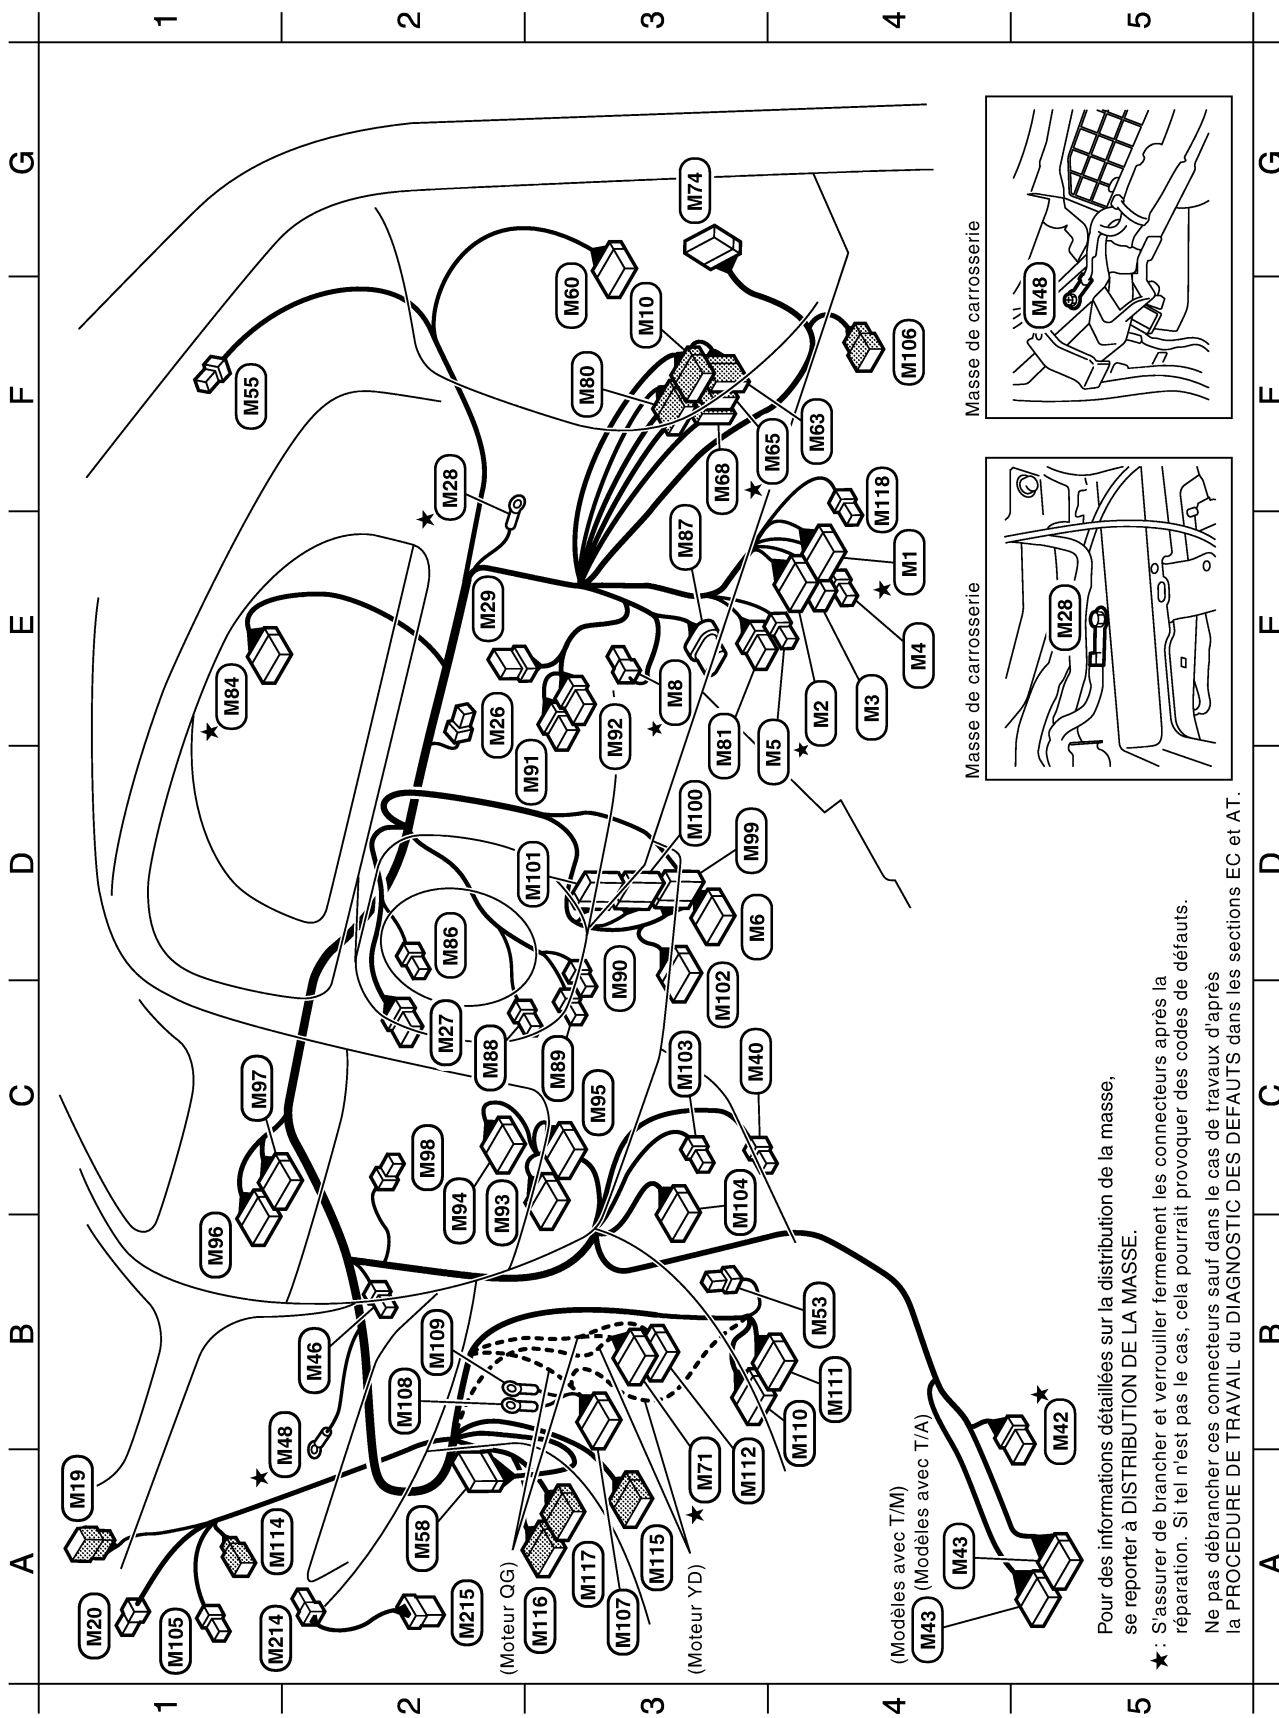 A
B
C
D
E
F
G
1
2
3
4
5
1
2
3
4
5
A
B
C
D
E
F
G
M19
M20
M105
M114
M214
M215
★
M48
M46
M96
M97
M98
M84
★
M55
M58
M108
M109
M94
M93
M95
M27
M86
M88
M89
M90
M101
M91
M26
M29
M28
★
M60
M74
M10
M80
(Moteur QG)
M116
M117
M107
M115
(Moteur YD)
★
M71
M112
M110
M111
M53
M104
M103
M40
M102
M6
M99
M100
M92
★
M8
M81
M5
★
M2
M3
M4
★
M1
M118
M87
M68
★
M65
M63
M106
(Modèles avec T/M)
M43
(Modèles avec T/A)
M43
M42
★
Masse de carrosserie
M28
Masse de carrosserie
M48
Pour des informations détaillées sur la distribution de la masse,
se reporter à DISTRIBUTION DE LA MASSE.
★: S'assurer de brancher et verrouiller fermement les connecteurs après la
réparation. Si tel n'est pas le cas, cela pourrait provoquer des codes de défauts.
Ne pas débrancher ces connecteurs sauf dans le cas de travaux d'après
la PROCEDURE DE TRAVAIL du DIAGNOSTIC DES DEFAUTS dans les sections EC et AT.